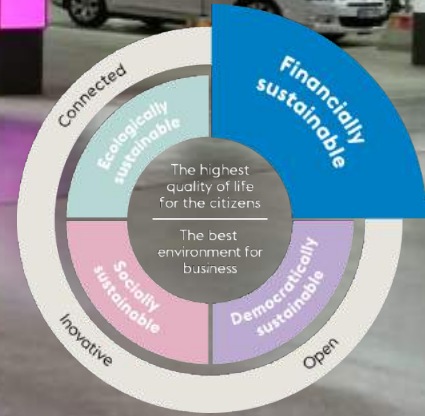 Connected
Financially
sustainable
Ecologically
sustainable
The highest
quality of life
for the citizens
The best
environment for
business
Socially
sustainable
Democratically
sustainable
Inovative
Open